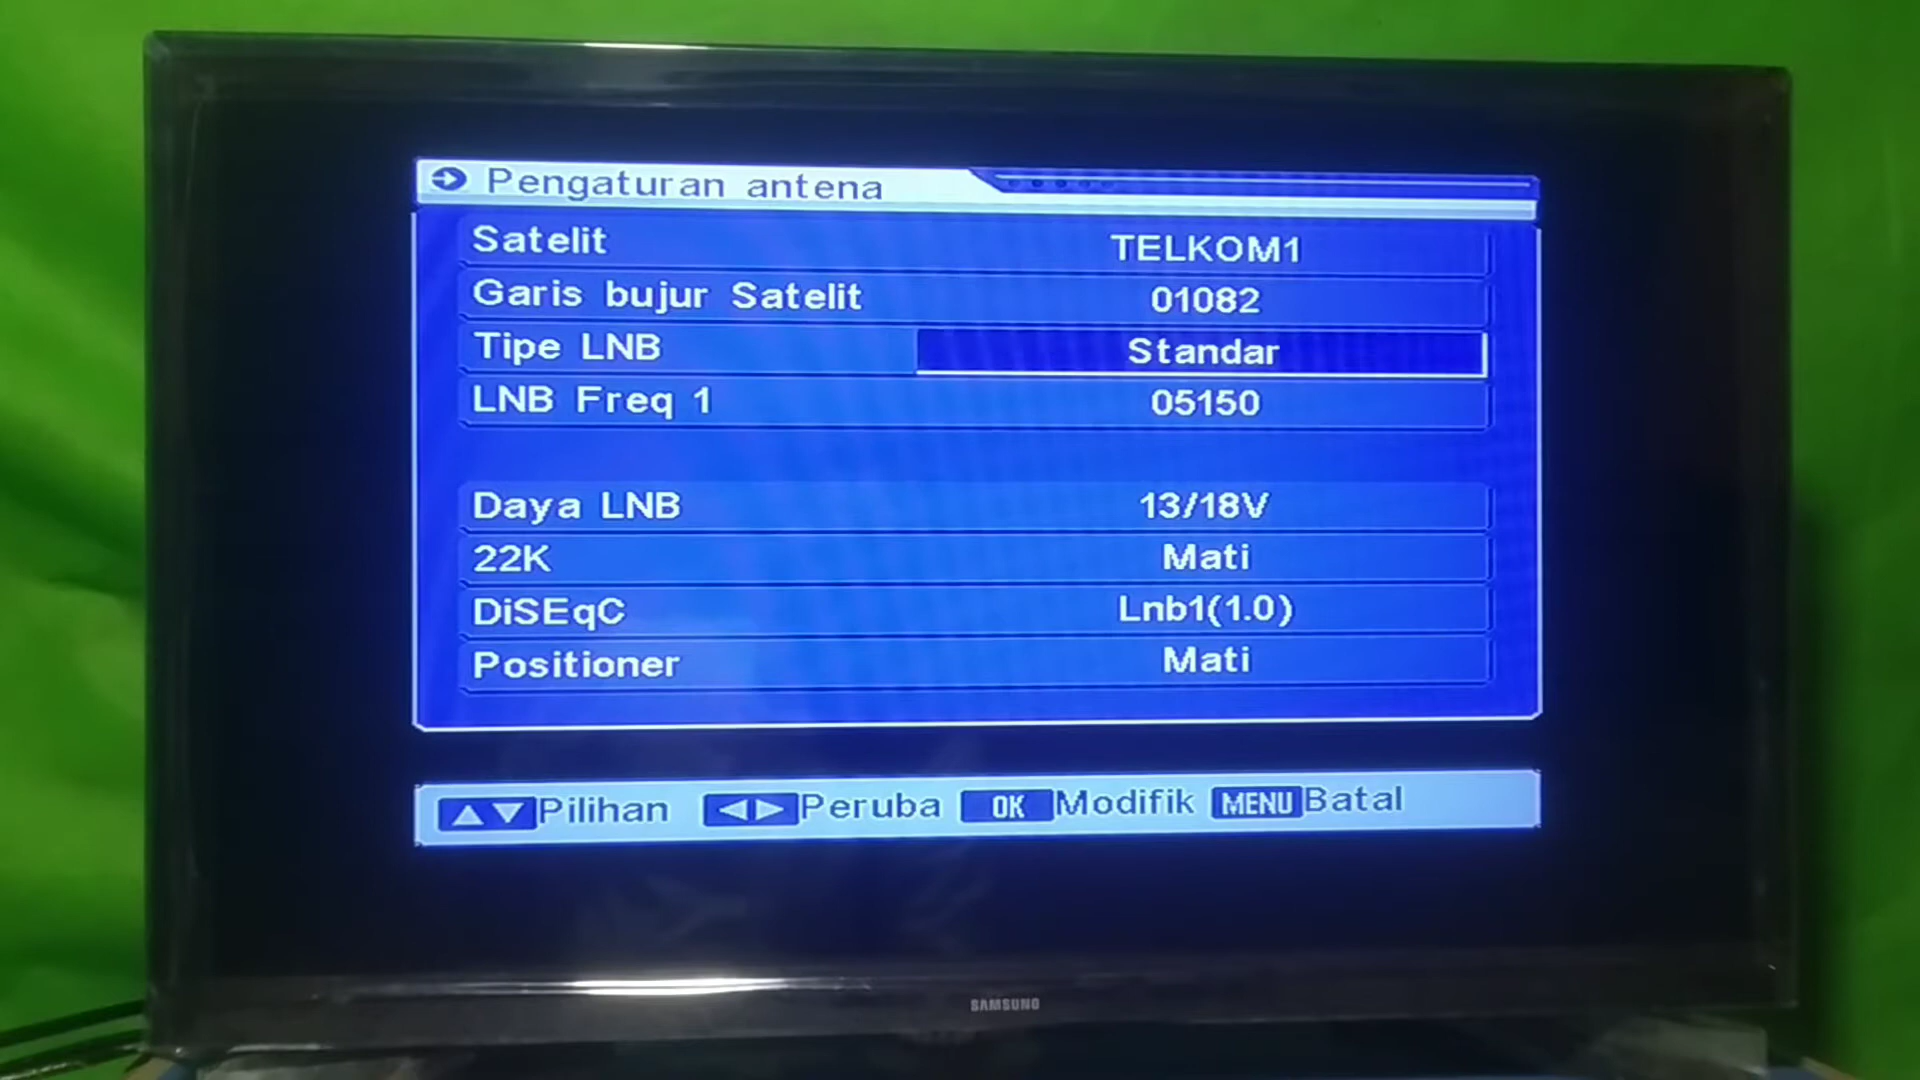 Pengaturan antena
Satelit TELKOM1
Garis bujur Satelit 01082
Tipe LNB Standar
LNB Freq 1 05150
Daya LNB 13/18V
22K Mati
DiSEqC Lnb1(1.0)
Positioner Mati
Pilihan Peruba OK Modifik MENU Batal
SAMSUNG